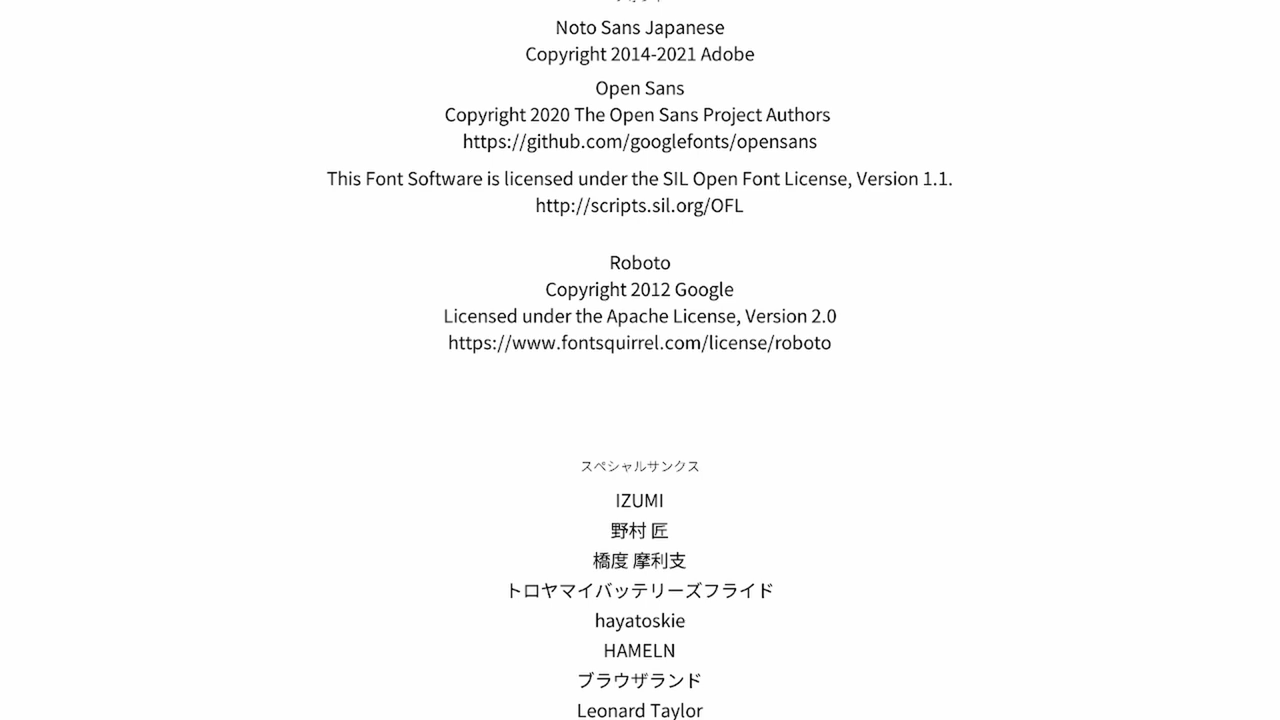 Noto Sans Japanese
Copyright 2014-2021 Adobe
Open Sans
Copyright 2020 The Open Sans Project Authors
https://github.com/googlefonts/opensans
This Font Software is licensed under the SIL Open Font License, Version 1.1.
http://scripts.sil.org/OFL
Roboto
Copyright 2012 Google
Licensed under the Apache License, Version 2.0
https://www.fontsquirrel.com/license/roboto
スペシャルサンクス
IZUMI
野村 匠
橋度 摩利支
トロヤマイバッテリーズフライド
hayatoskie
HAMELN
ブラウザランド
Leonard Taylor